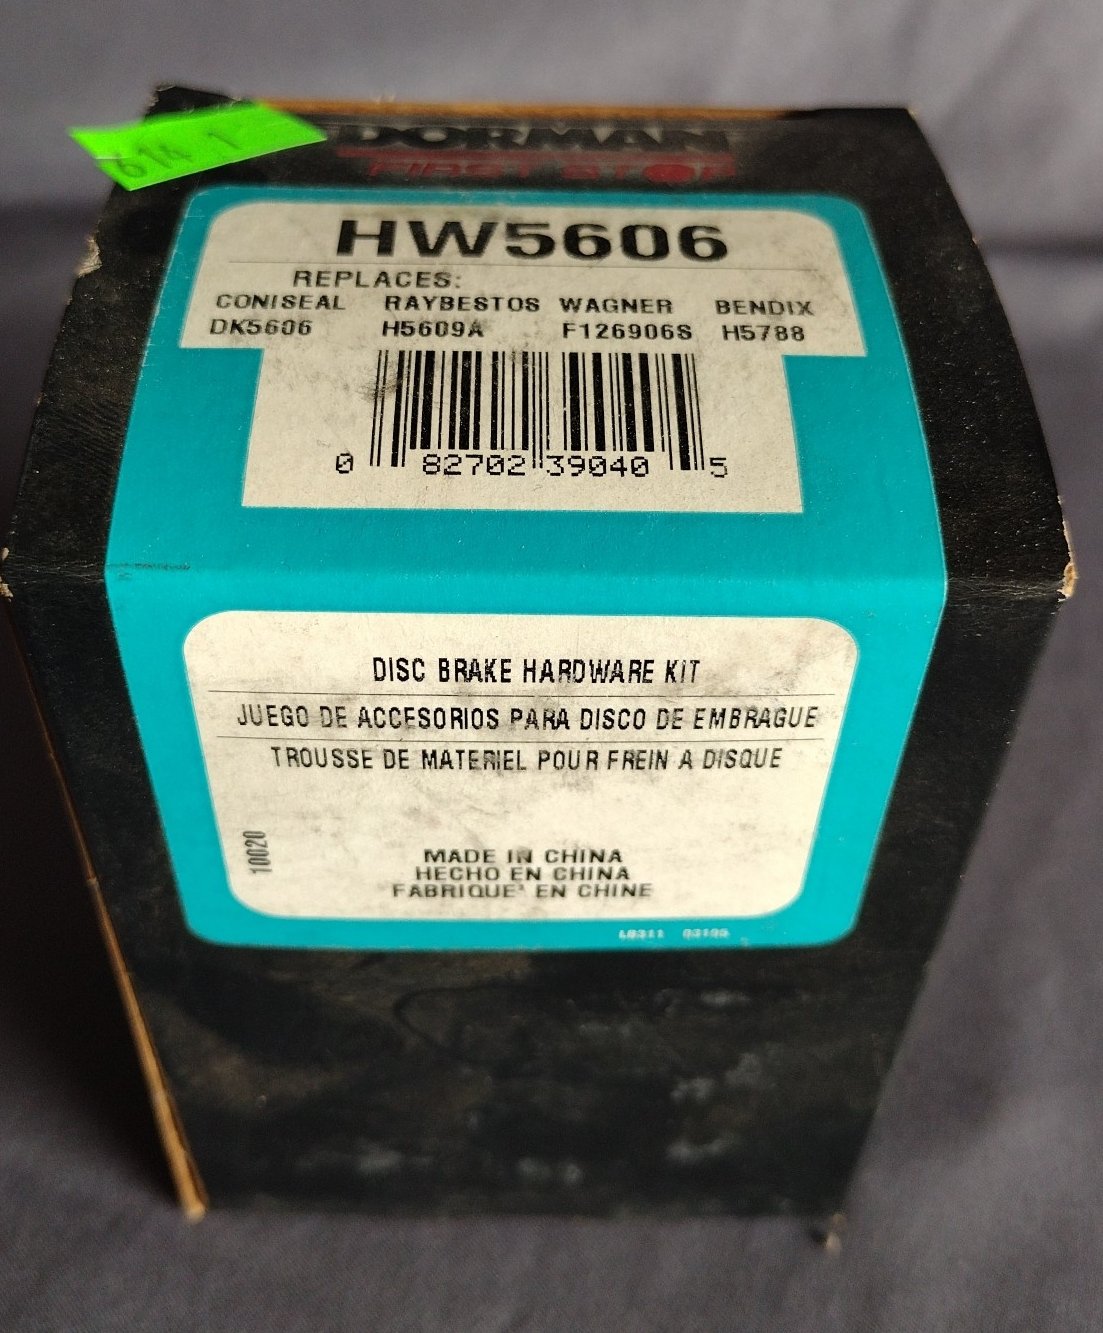 614 1
DORMAN
FIRST STOP
HW5606
REPLACES:
CONISEAL RAYBESTOS WAGNER BENDIX
DK5606 H5609A F126906S H5788
0 82702 39040 5
DISC BRAKE HARDWARE KIT
JUEGO DE ACCESORIOS PARA DISCO DE EMBRAGUE
TROUSSE DE MATERIEL POUR FREIN A DISQUE
10020
MADE IN CHINA
HECHO EN CHINA
FABRIQUE' EN CHINE